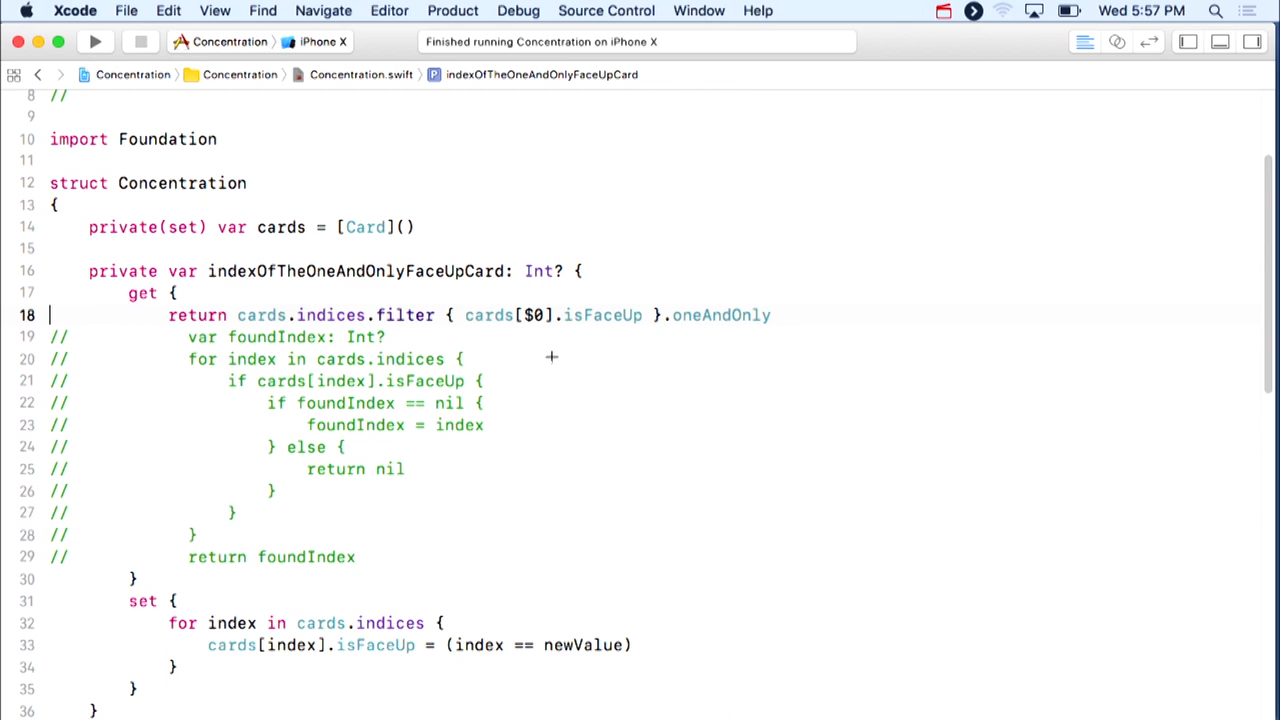 Xcode File Edit View Find Navigate Editor Product Debug Source Control Window Help Wed 5:57 PM
Concentration iPhone X Finished running Concentration on iPhone X
Concentration Concentration Concentration.swift P indexOfTheOneAndOnlyFaceUpCard
8 //
9
10 import Foundation
11
12 struct Concentration
13 {
14 private(set) var cards = [Card]()
15
16 private var indexOfTheOneAndOnlyFaceUpCard: Int? {
17 get {
18 return cards.indices.filter { cards[$0].isFaceUp }.oneAndOnly
19 // var foundIndex: Int?
20 // for index in cards.indices {
21 // if cards[index].isFaceUp {
22 // if foundIndex == nil {
23 // foundIndex = index
24 // } else {
25 // return nil
26 // }
27 // }
28 // }
29 // return foundIndex
30 }
31 set {
32 for index in cards.indices {
33 cards[index].isFaceUp = (index == newValue)
34 }
35 }
36 }